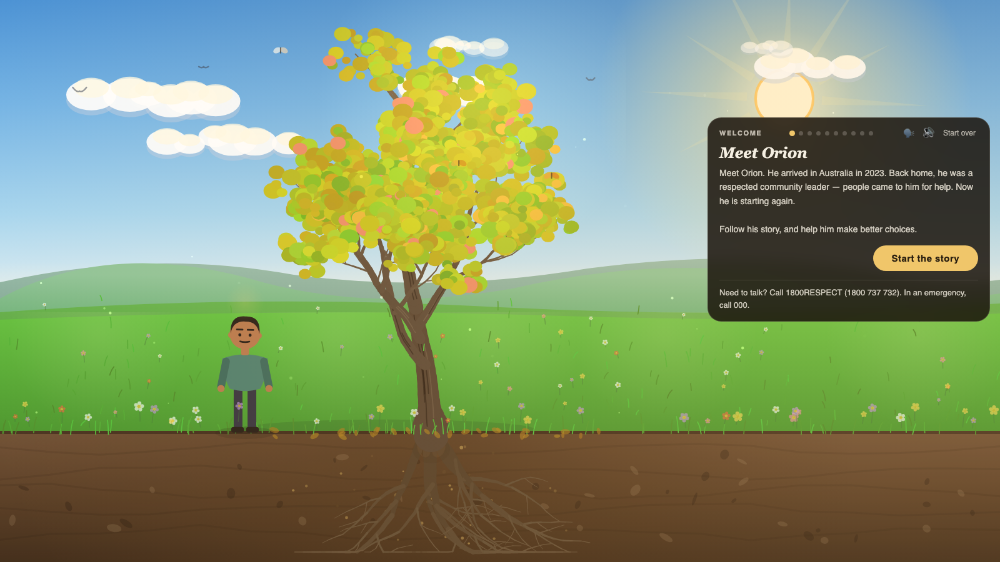 WELCOME
Start over
Meet Orion
Meet Orion. He arrived in Australia in 2023. Back home, he was a
respected community leader — people came to him for help. Now
he is starting again.
Follow his story, and help him make better choices.
Start the story
Need to talk? Call 1800RESPECT (1800 737 732). In an emergency,
call 000.